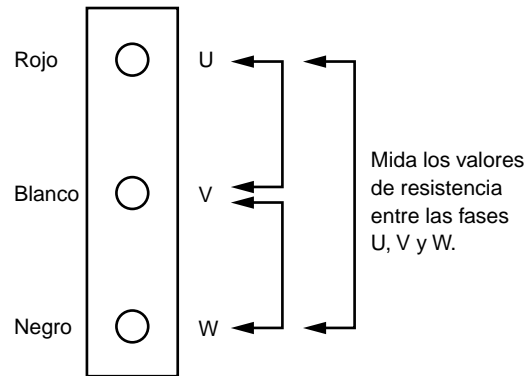 Rojo U
Blanco V
Negro W
Mida los valores
de resistencia
entre las fases
U, V y W.